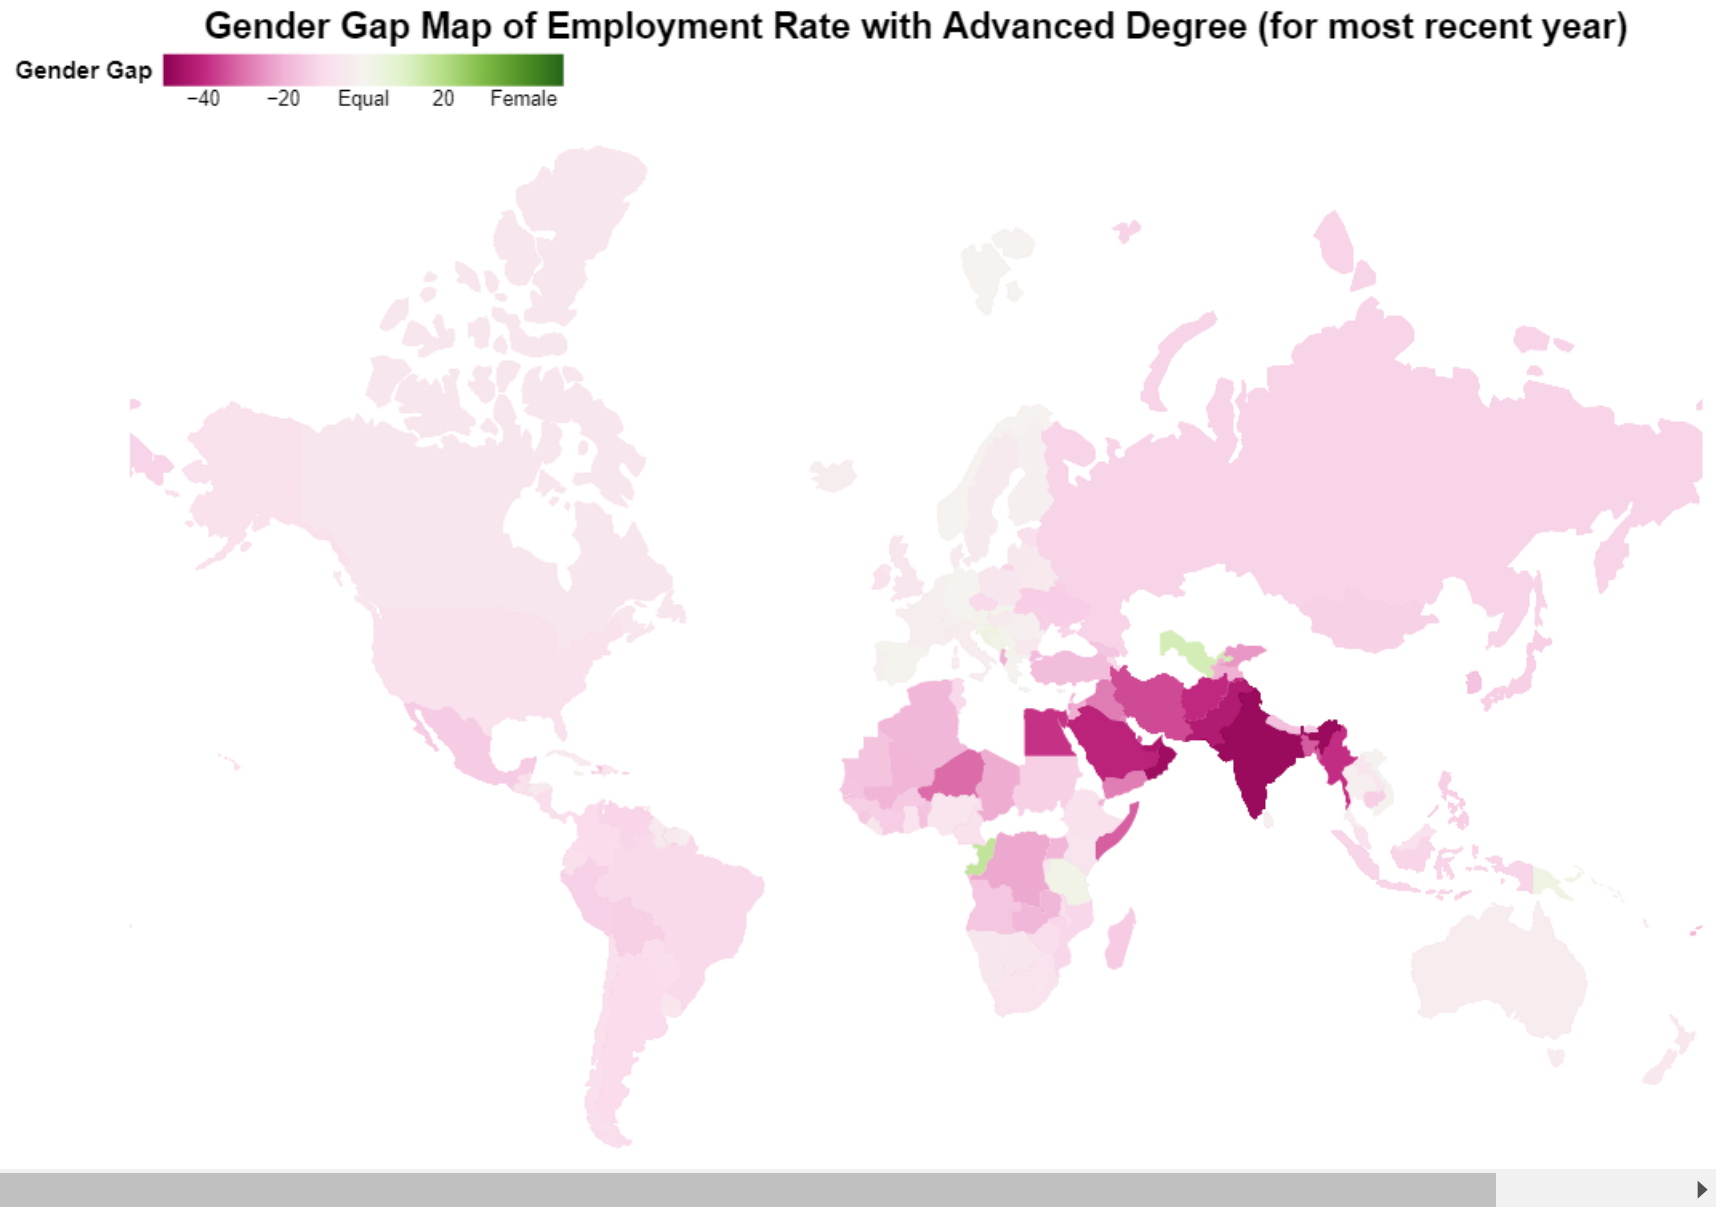 Gender Gap Map of Employment Rate with Advanced Degree (for most recent year)
Gender Gap
−40 −20 Equal 20 Female